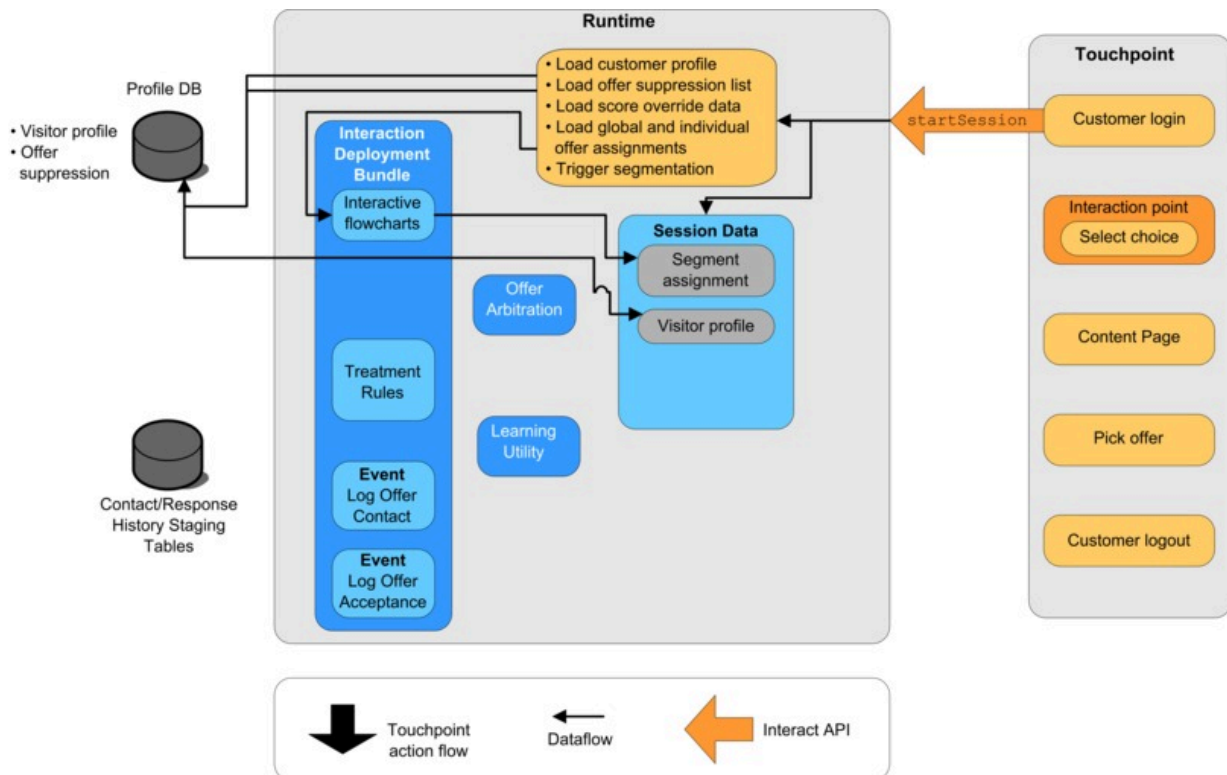 Runtime
Touchpoint
Profile DB
• Visitor profile
• Offer
suppression
• Load customer profile
• Load offer suppression list
• Load score override data
• Load global and individual
offer assignments
• Trigger segmentation
startSession
Customer login
Interaction
Deployment
Bundle
Interactive
flowcharts
Interaction point
Select choice
Session Data
Segment
assignment
Visitor profile
Offer
Arbitration
Content Page
Treatment
Rules
Learning
Utility
Pick offer
Event
Log Offer
Contact
Contact/Response
History Staging
Tables
Customer logout
Event
Log Offer
Acceptance
Touchpoint
action flow
Dataflow
Interact API